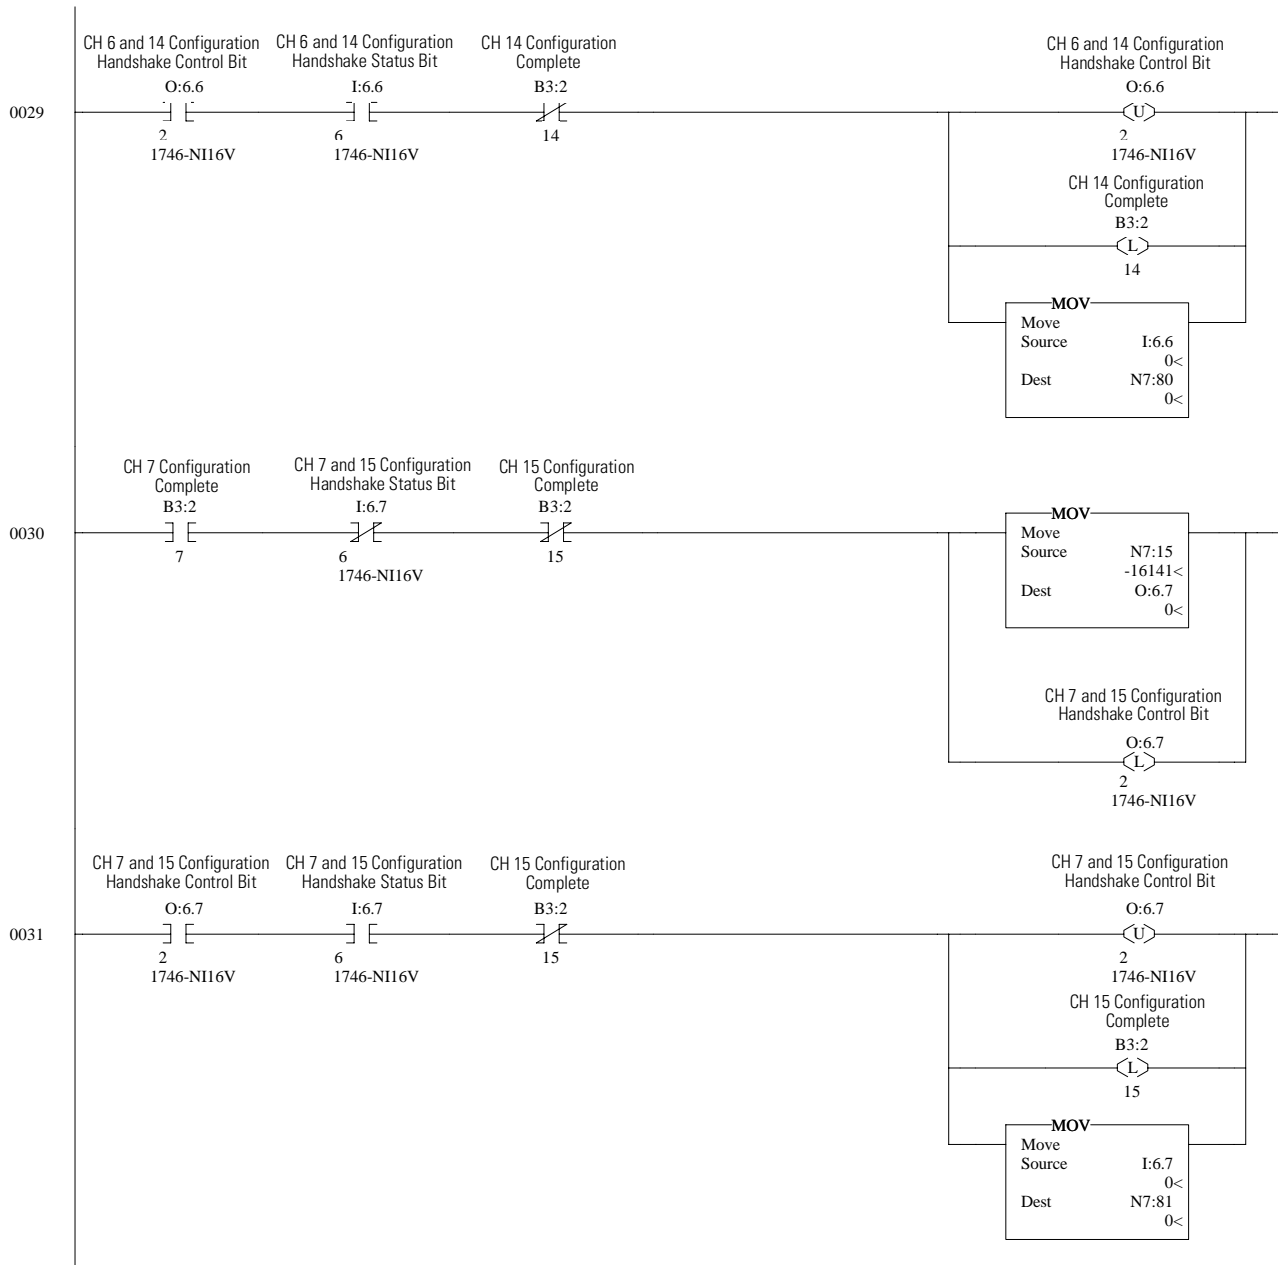 CH 6 and 14 Configuration
Handshake Control Bit
O:6.6
2
1746-NI16V
CH 6 and 14 Configuration
Handshake Status Bit
I:6.6
6
1746-NI16V
CH 14 Configuration
Complete
B3:2
14
CH 6 and 14 Configuration
Handshake Control Bit
O:6.6
U
2
1746-NI16V
0029
CH 14 Configuration
Complete
B3:2
L
14
MOV
Move
Source I:6.6
0<
Dest N7:80
0<
CH 7 Configuration
Complete
B3:2
7
CH 7 and 15 Configuration
Handshake Status Bit
I:6.7
6
1746-NI16V
CH 15 Configuration
Complete
B3:2
15
0030
MOV
Move
Source N7:15
-16141<
Dest O:6.7
0<
CH 7 and 15 Configuration
Handshake Control Bit
O:6.7
L
2
1746-NI16V
CH 7 and 15 Configuration
Handshake Control Bit
O:6.7
2
1746-NI16V
CH 7 and 15 Configuration
Handshake Status Bit
I:6.7
6
1746-NI16V
CH 15 Configuration
Complete
B3:2
15
CH 7 and 15 Configuration
Handshake Control Bit
O:6.7
U
2
1746-NI16V
0031
CH 15 Configuration
Complete
B3:2
L
15
MOV
Move
Source I:6.7
0<
Dest N7:81
0<